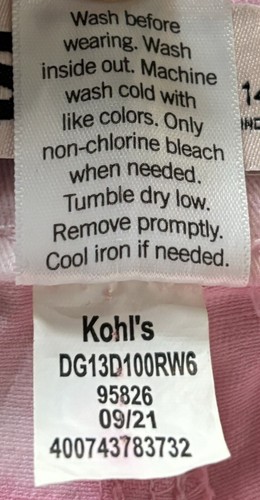 Wash before
wearing. Wash
inside out. Machine
wash cold with
like colors. Only
non-chlorine bleach
when needed.
Tumble dry low.
Remove promptly.
Cool iron if needed.
Kohl's
DG13D100RW6
95826
09/21
400743783732